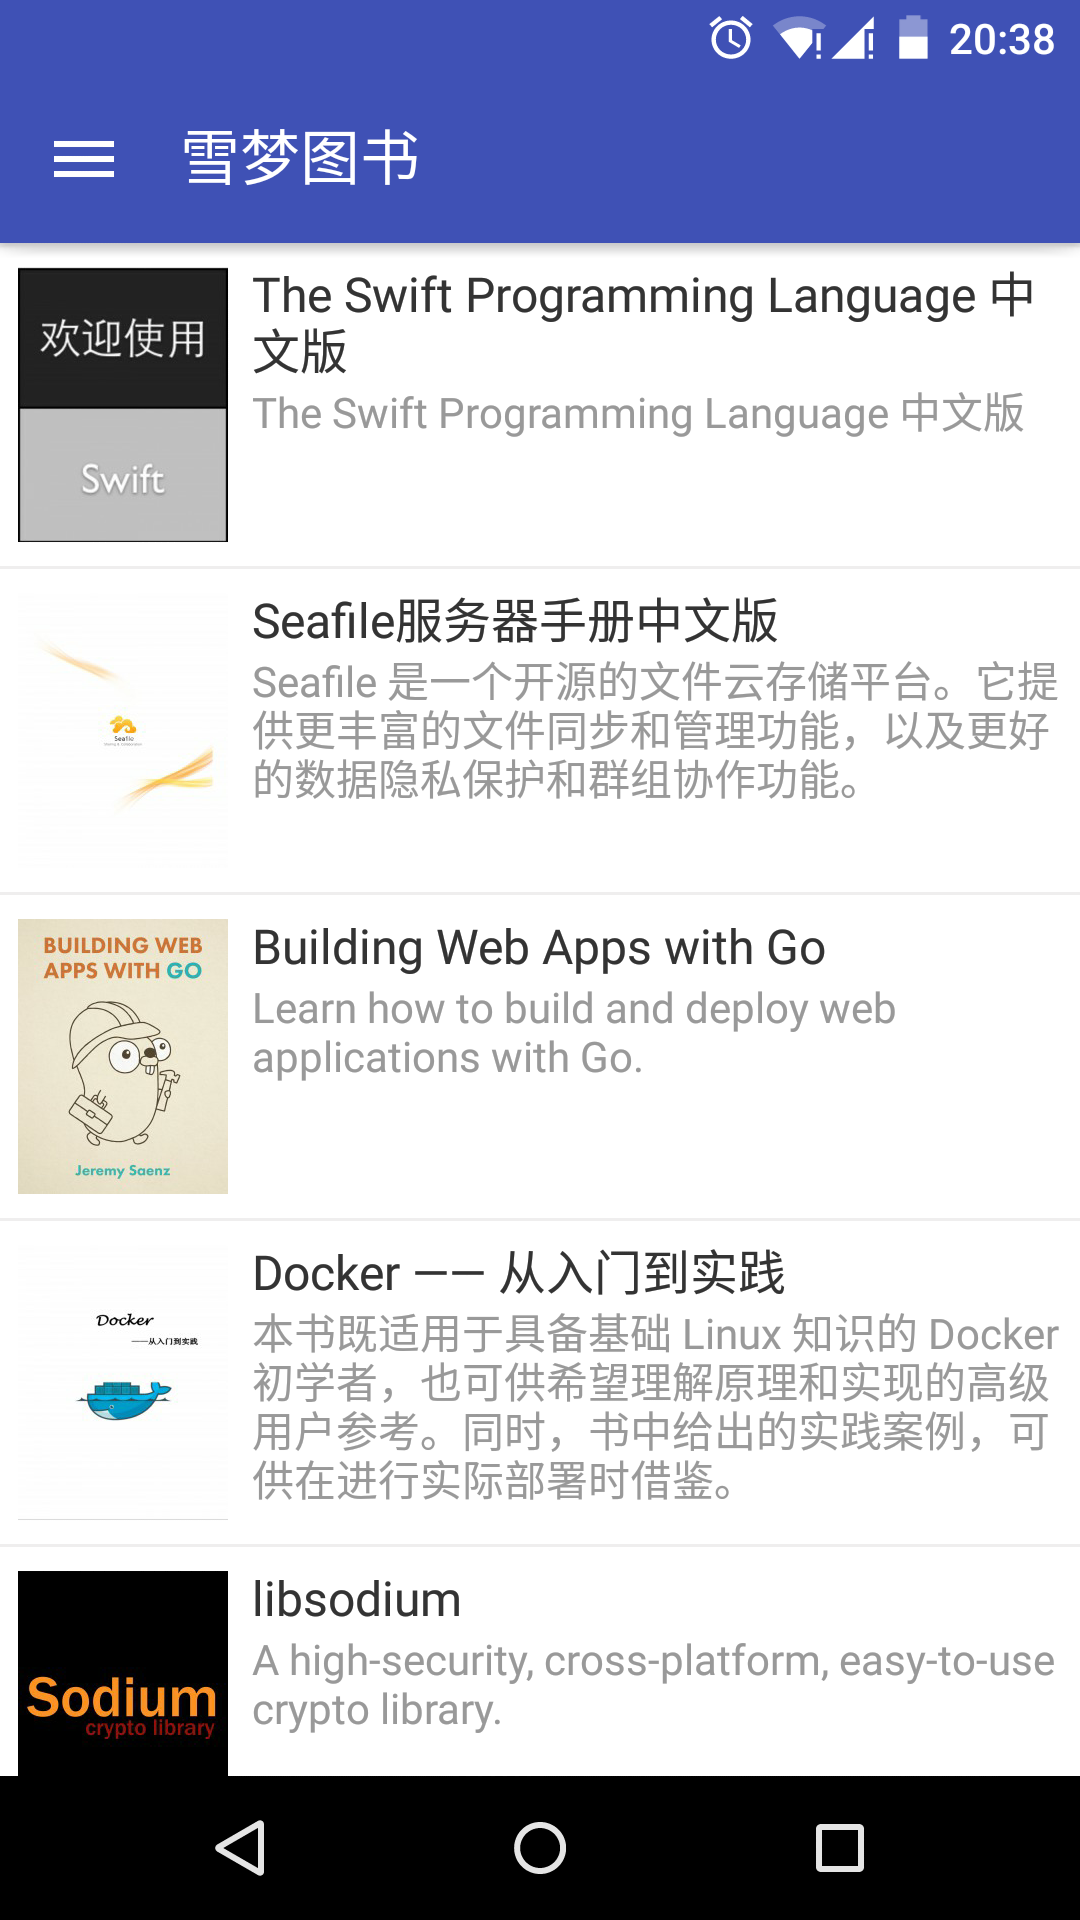 20:38
雪梦图书
欢迎使用
Swift
The Swift Programming Language 中
文版
The Swift Programming Language 中文版
Seafile
Seafile服务器手册中文版
Seafile 是一个开源的文件云存储平台。它提
供更丰富的文件同步和管理功能，以及更好
的数据隐私保护和群组协作功能。
BUILDING WEB
APPS WITH GO
Jeremy Saenz
Building Web Apps with Go
Learn how to build and deploy web
applications with Go.
Docker
——从入门到实践
Docker —— 从入门到实践
本书既适用于具备基础 Linux 知识的 Docker
初学者，也可供希望理解原理和实现的高级
用户参考。同时，书中给出的实践案例，可
供在进行实际部署时借鉴。
Sodium
crypto library
libsodium
A high-security, cross-platform, easy-to-use
crypto library.